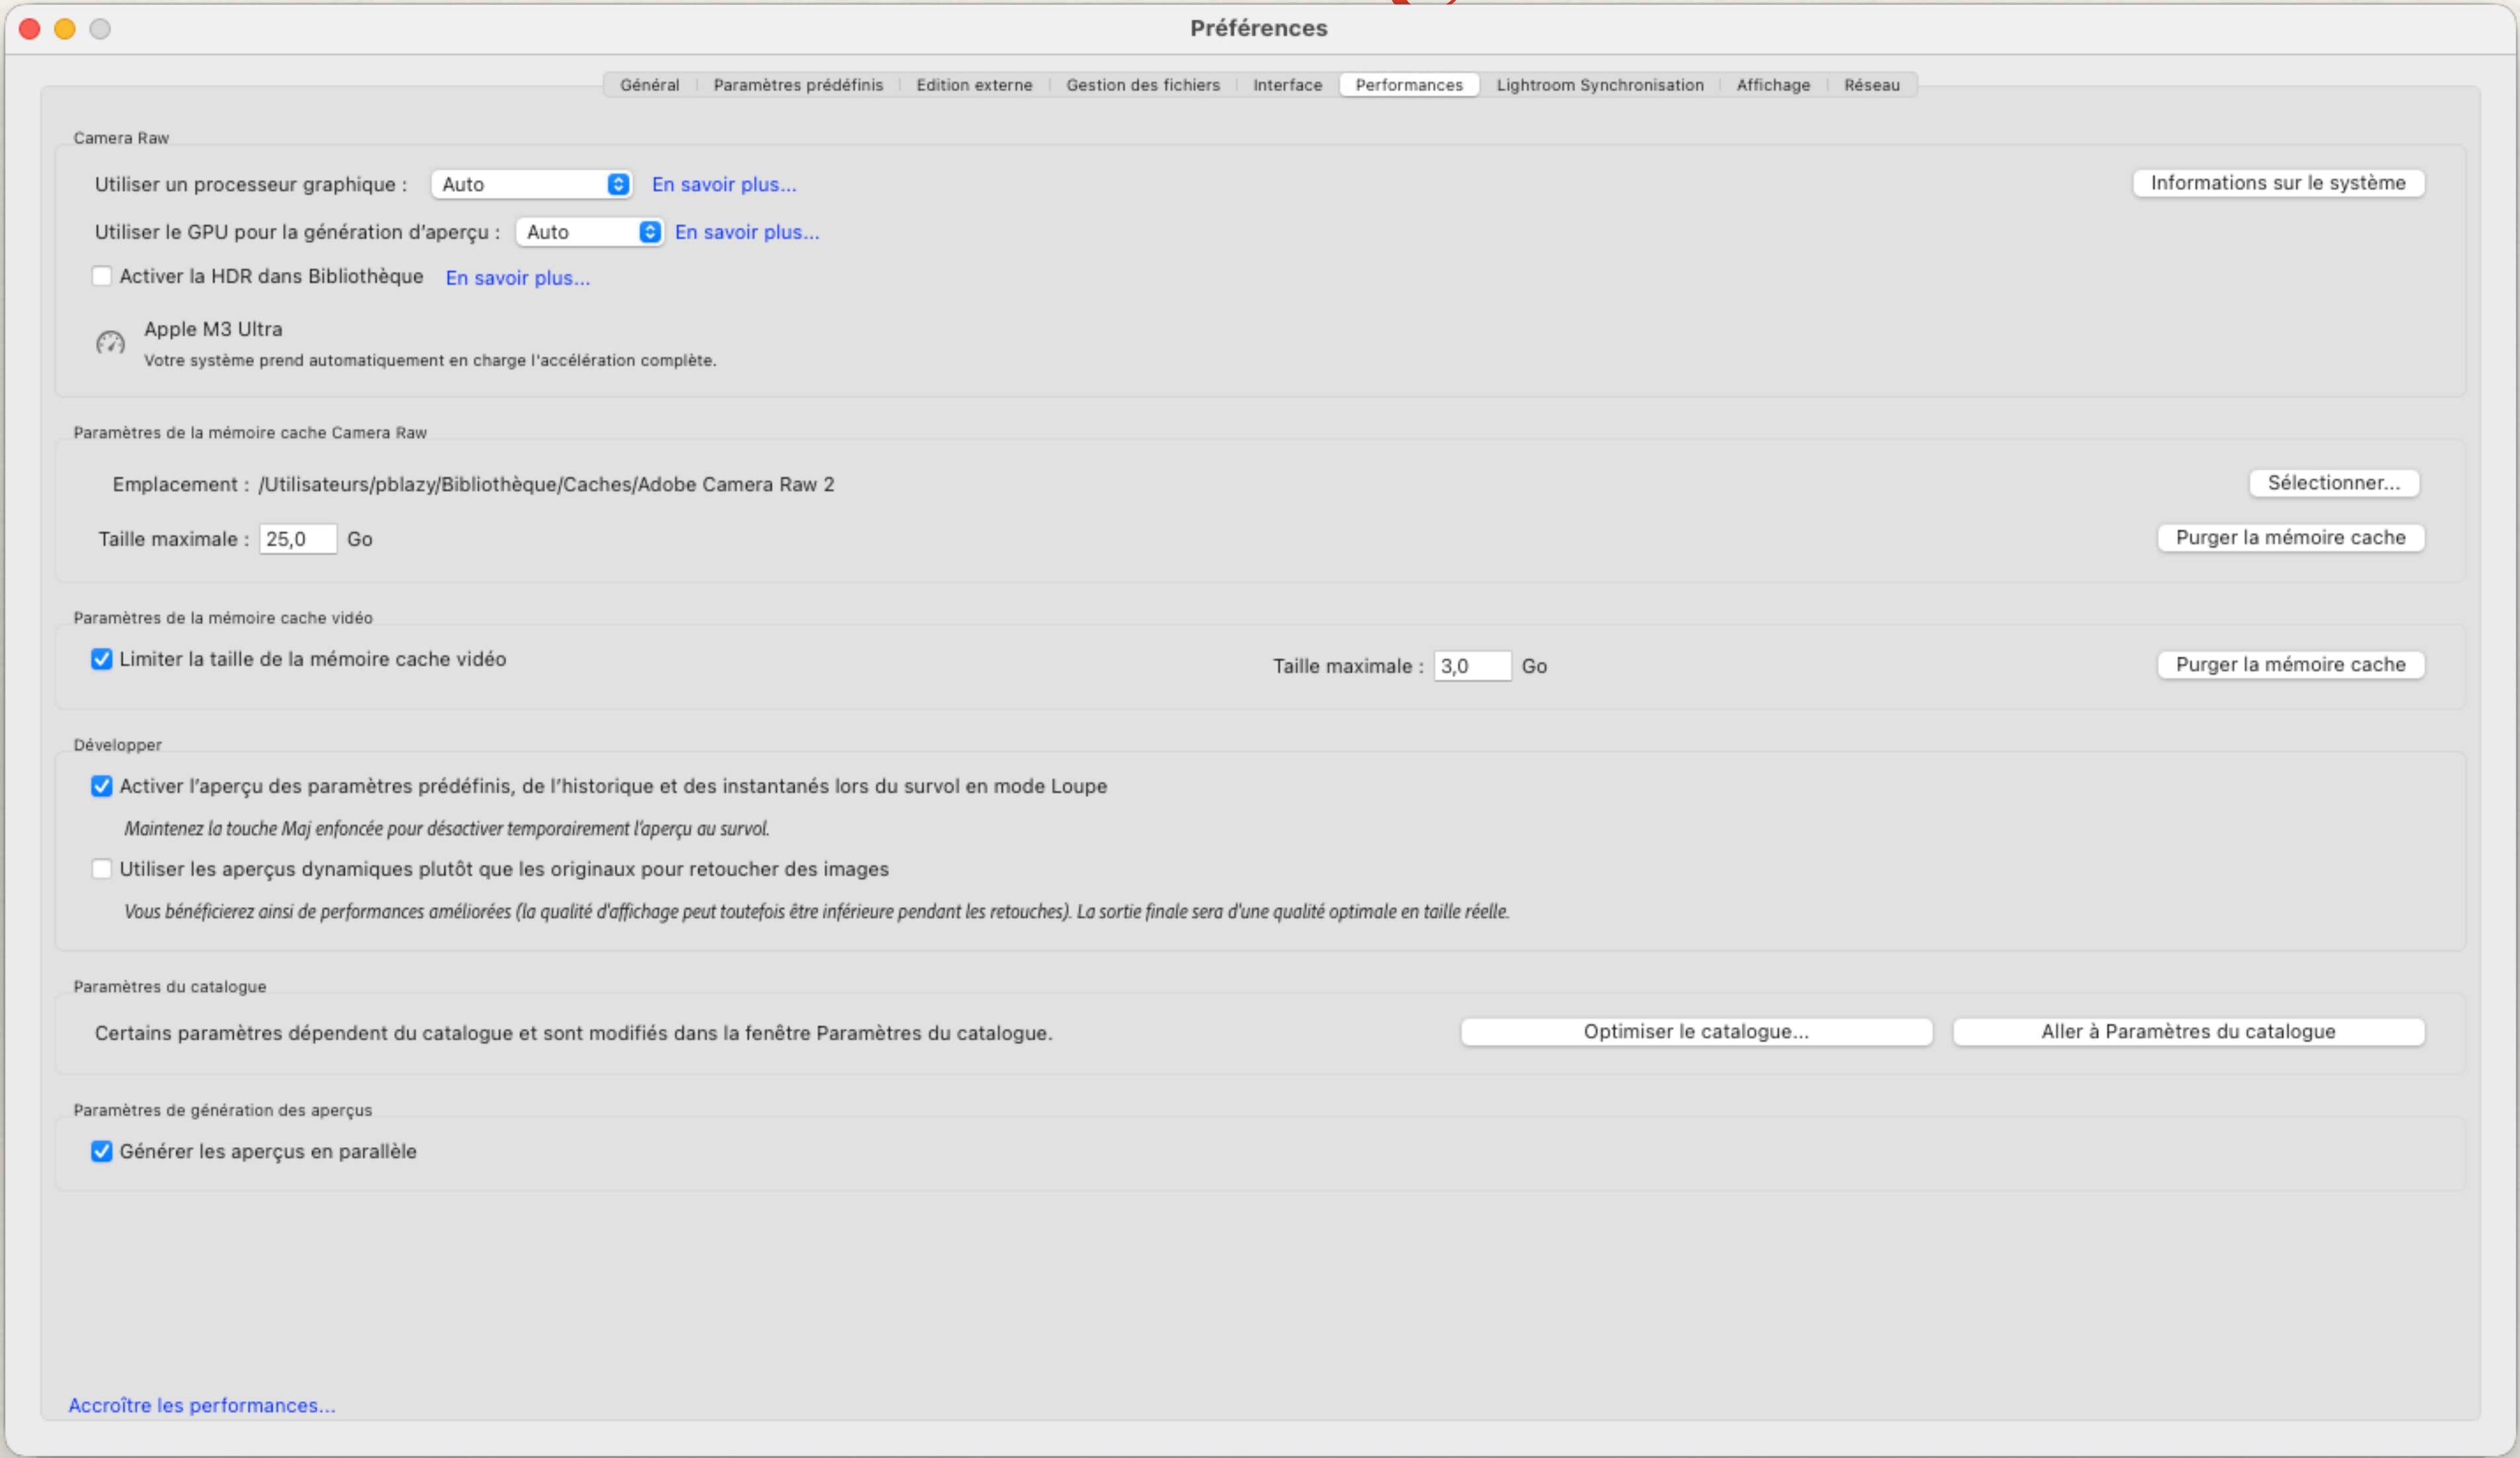 Préférences
Général Paramètres prédéfinis Edition externe Gestion des fichiers Interface Performances Lightroom Synchronisation Affichage Réseau
Camera Raw
Utiliser un processeur graphique : Auto En savoir plus... Informations sur le système
Utiliser le GPU pour la génération d'aperçu : Auto En savoir plus...
Activer la HDR dans Bibliothèque En savoir plus...
Apple M3 Ultra
Votre système prend automatiquement en charge l'accélération complète.
Paramètres de la mémoire cache Camera Raw
Emplacement : /Utilisateurs/pblazy/Bibliothèque/Caches/Adobe Camera Raw 2 Sélectionner...
Taille maximale : 25,0 Go Purger la mémoire cache
Paramètres de la mémoire cache vidéo
Limiter la taille de la mémoire cache vidéo Taille maximale : 3,0 Go Purger la mémoire cache
Développer
Activer l'aperçu des paramètres prédéfinis, de l'historique et des instantanés lors du survol en mode Loupe
Maintenez la touche Maj enfoncée pour désactiver temporairement l'aperçu au survol.
Utiliser les aperçus dynamiques plutôt que les originaux pour retoucher des images
Vous bénéficierez ainsi de performances améliorées (la qualité d'affichage peut toutefois être inférieure pendant les retouches). La sortie finale sera d'une qualité optimale en taille réelle.
Paramètres du catalogue
Certains paramètres dépendent du catalogue et sont modifiés dans la fenêtre Paramètres du catalogue. Optimiser le catalogue... Aller à Paramètres du catalogue
Paramètres de génération des aperçus
Générer les aperçus en parallèle
Accroître les performances...